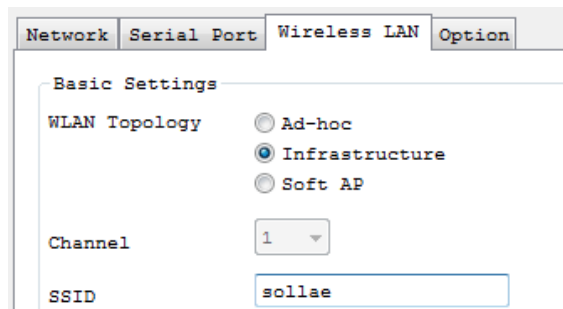 Network Serial Port Wireless LAN Option
Basic Settings
WLAN Topology Ad-hoc
Infrastructure
Soft AP
Channel 1
SSID sollae